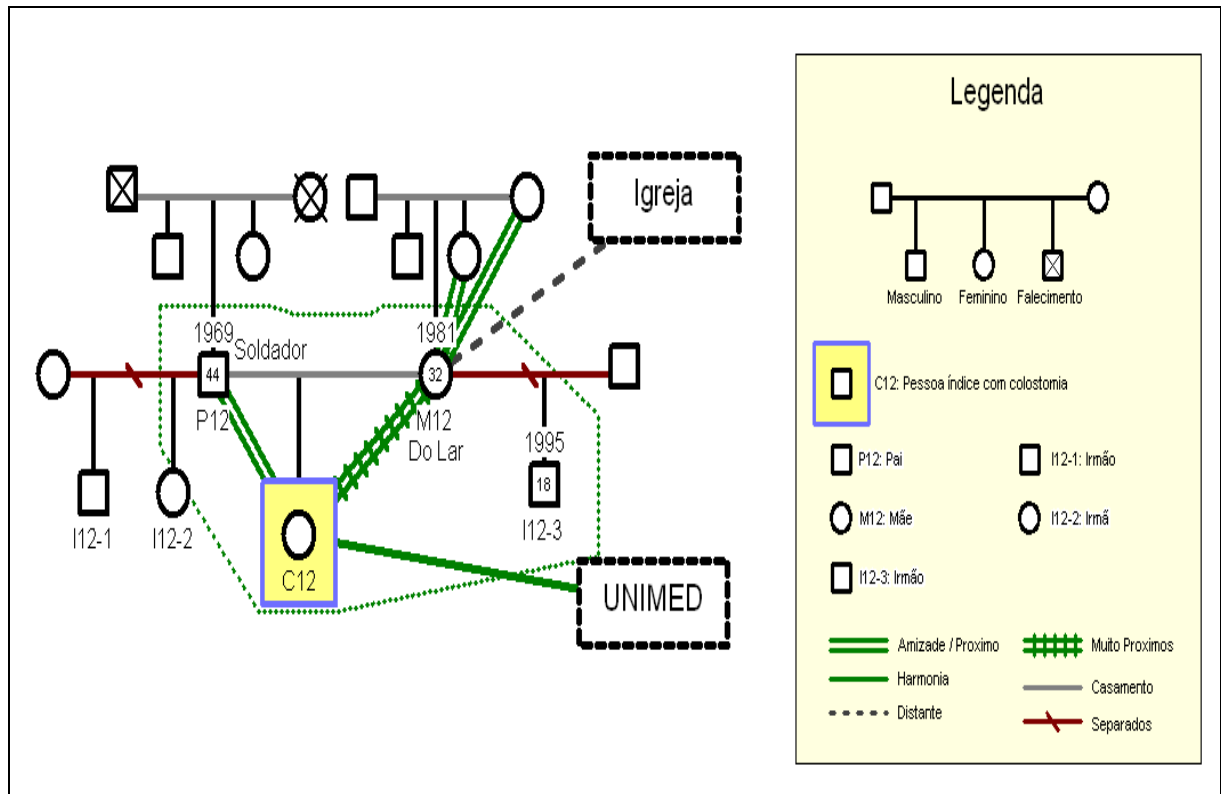 Igreja
1969
Soldador
1981
44
32
P12
M12
Do Lar
1995
18
I12-1
I12-2
I12-3
C12
UNIMED
Legenda
Masculino
Feminino
Falecimento
C12: Pessoa índice com colostomia
P12: Pai
I12-1: Irmão
M12: Mãe
I12-2: Irmã
I12-3: Irmão
Amizade / Proximo
Muito Proximos
Harmonia
Casamento
Distante
Separados